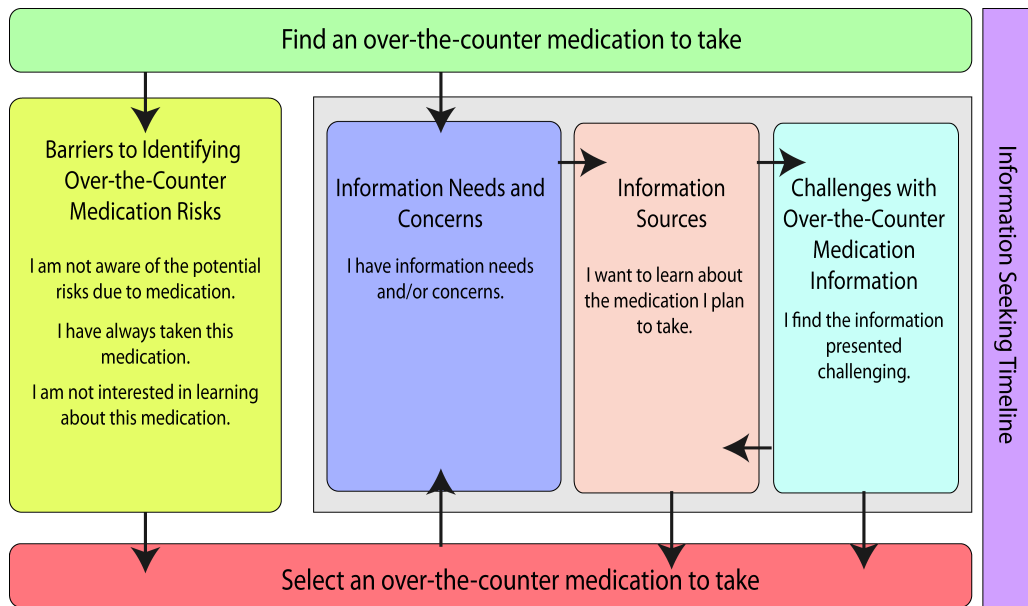 Find an over-the-counter medication to take
Barriers to Identifying
Over-the-Counter
Medication Risks
I am not aware of the potential
risks due to medication.
I have always taken this
medication.
I am not interested in learning
about this medication.
Information Needs and
Concerns
I have information needs
and/or concerns.
Information
Sources
I want to learn about
the medication I plan
to take.
Challenges with
Over-the-Counter
Medication
Information
I find the information
presented
challenging.
Select an over-the-counter medication to take
Information Seeking Timeline